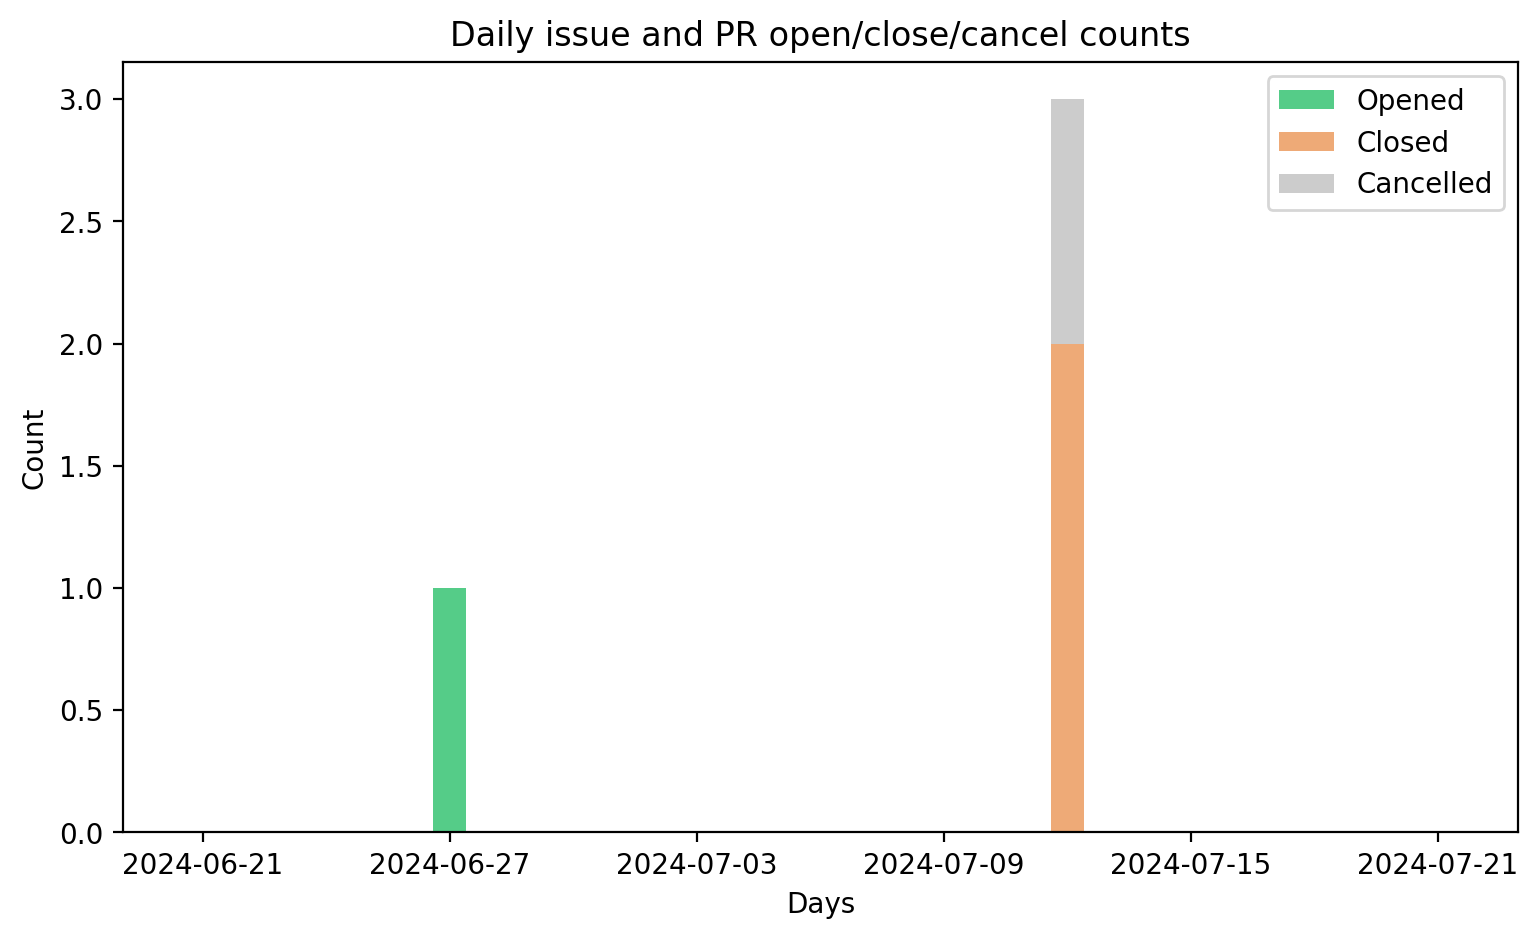 Daily issue and PR open/close/cancel counts
3.0
2.5
2.0
1.5
1.0
0.5
0.0
Count
Opened
Closed
Cancelled
2024-06-21 2024-06-27 2024-07-03 2024-07-09 2024-07-15 2024-07-21
Days